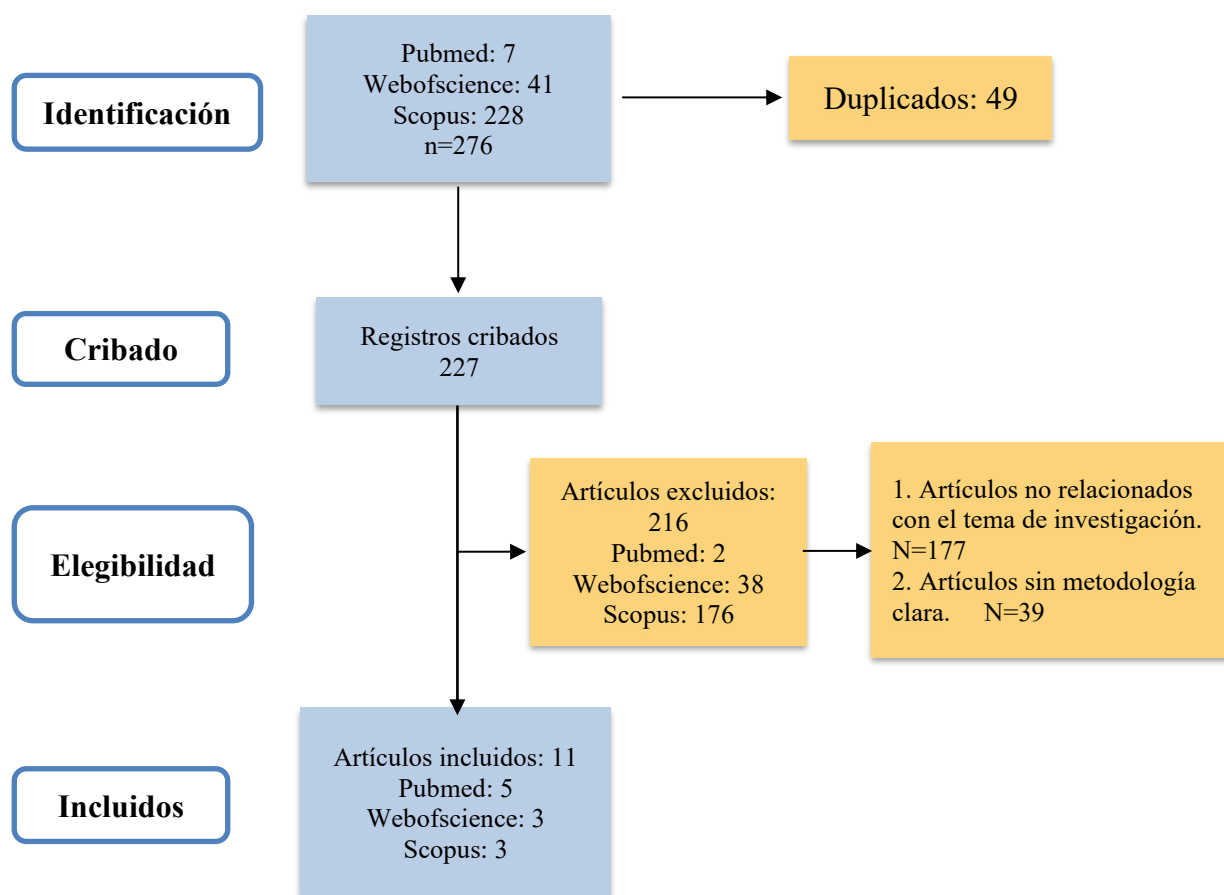 Identificación
Pubmed: 7
Webofscience: 41
Scopus: 228
n=276
Duplicados: 49
Cribado
Registros cribados
227
Elegibilidad
Artículos excluidos:
216
Pubmed: 2
Webofscience: 38
Scopus: 176
1. Artículos no relacionados
con el tema de investigación.
N=177
2. Artículos sin metodología
clara. N=39
Incluidos
Artículos incluidos: 11
Pubmed: 5
Webofscience: 3
Scopus: 3